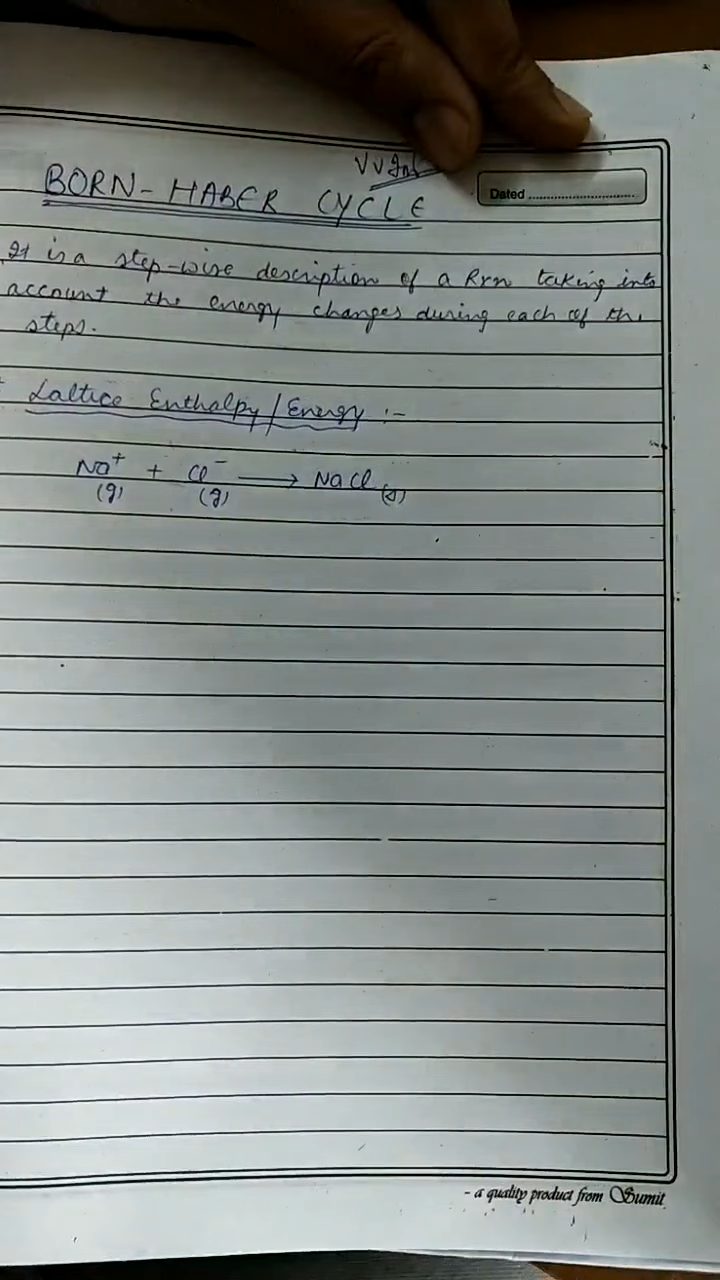 V V Imp
BORN-HABER CYCLE
Dated
It is a step-wise description of a Rxn taking into
account the energy changes during each of the
steps.
Lattice Enthalpy/Energy :-
Na⁺ + Cl⁻ ⟶ NaCl (s)
(g) (g)
- a quality product from Sumit